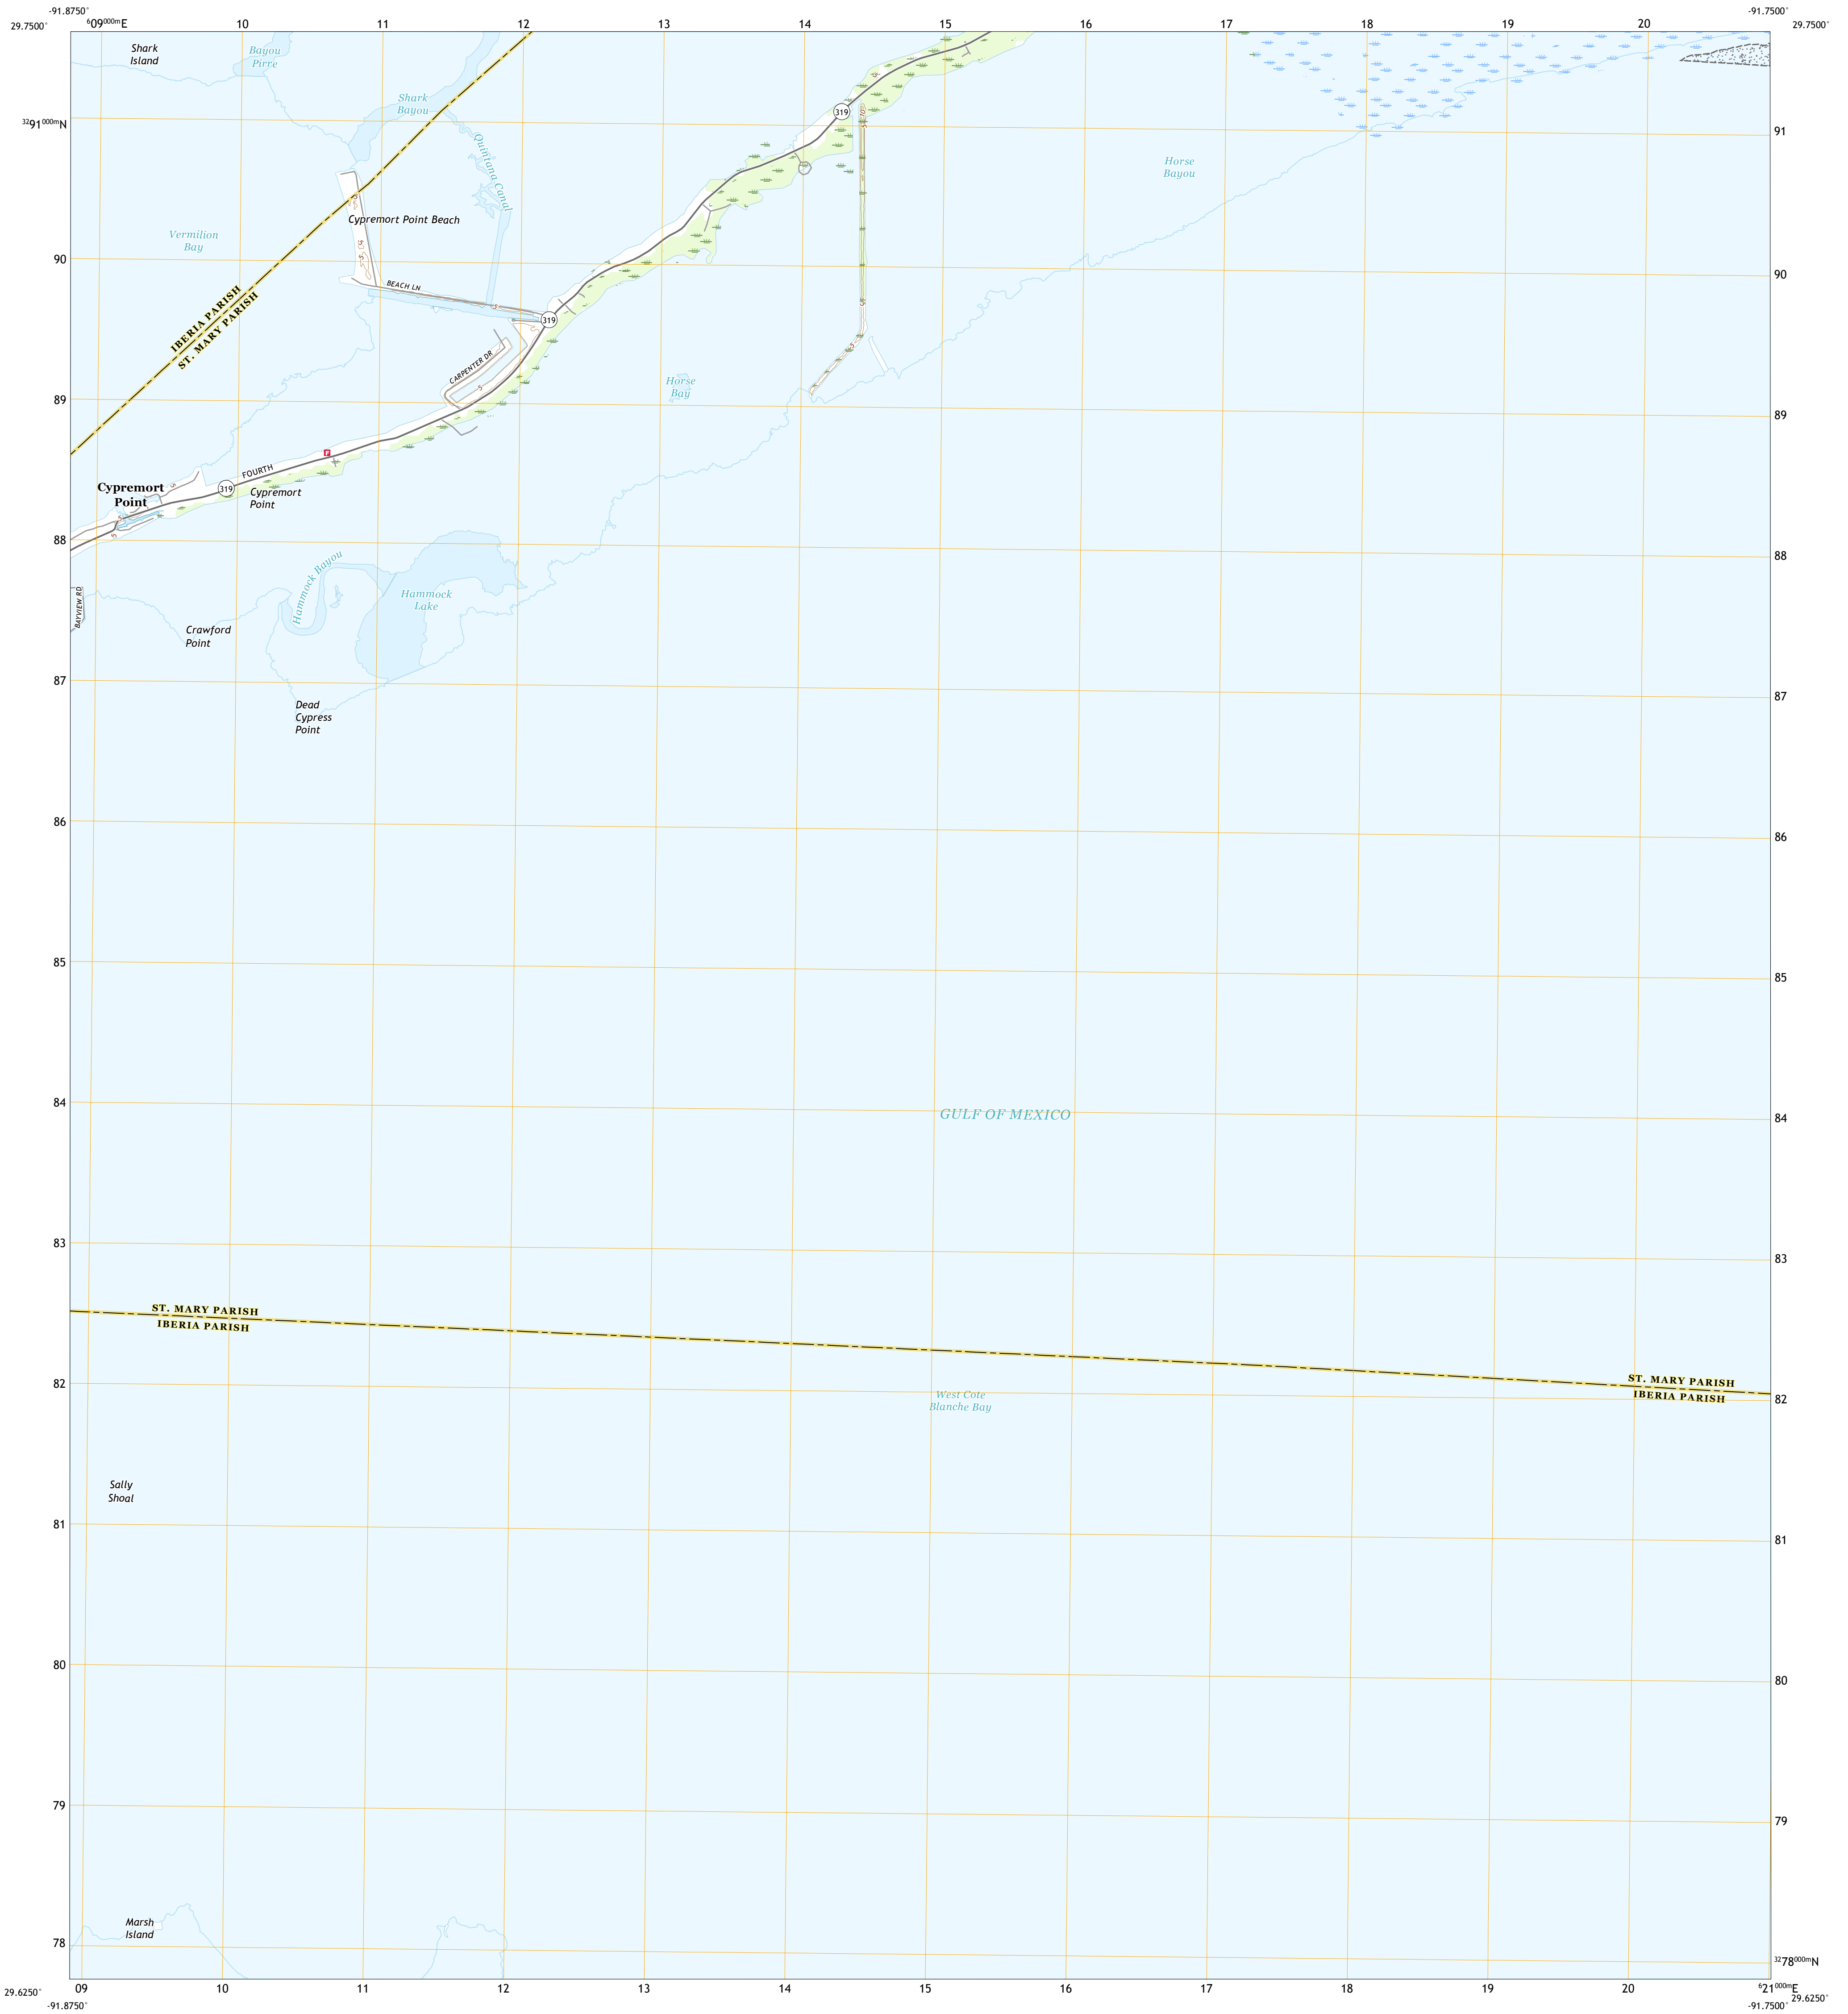 -91.8750°
-91.7500°
29.7500°
609000mE
10
11
12
13
14
15
16
17
18
19
20
29.7500°
Shark
Island
Bayou
Pirre
Shark
Bayou
319
3291000mN
91
Quintana Canal
Horse
Bayou
Cypremort Point Beach
Vermilion
Bay
90
90
BEACH LN
IBERIA PARISH
ST. MARY PARISH
319
CARPENTER DR
Horse
Bay
89
89
FOURTH
Cypremort
Point
319
Cypremort
Point
88
88
Hammock Bayou
Hammock
Lake
BAYVIEW RD
Crawford
Point
87
87
Dead
Cypress
Point
86
86
85
85
84
84
GULF OF MEXICO
83
83
ST. MARY PARISH
IBERIA PARISH
ST. MARY PARISH
IBERIA PARISH
82
82
West Cote
Blanche Bay
Sally
Shoal
81
81
80
80
79
79
Marsh
Island
78
3278000mN
29.6250°
09
10
11
12
13
14
15
16
17
18
19
20
621000mE
29.6250°
-91.8750°
-91.7500°